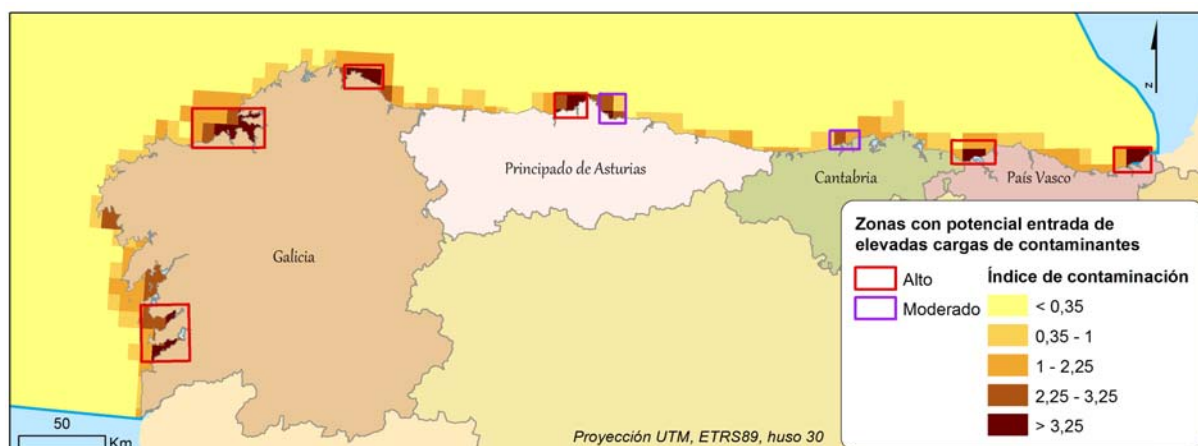 N
Principado de Asturias
Cantabria
País Vasco
Galicia
Zonas con potencial entrada de
elevadas cargas de contaminantes
Alto
Moderado
Índice de contaminación
< 0,35
0,35 - 1
1 - 2,25
2,25 - 3,25
> 3,25
50
Km
Proyección UTM, ETRS89, huso 30